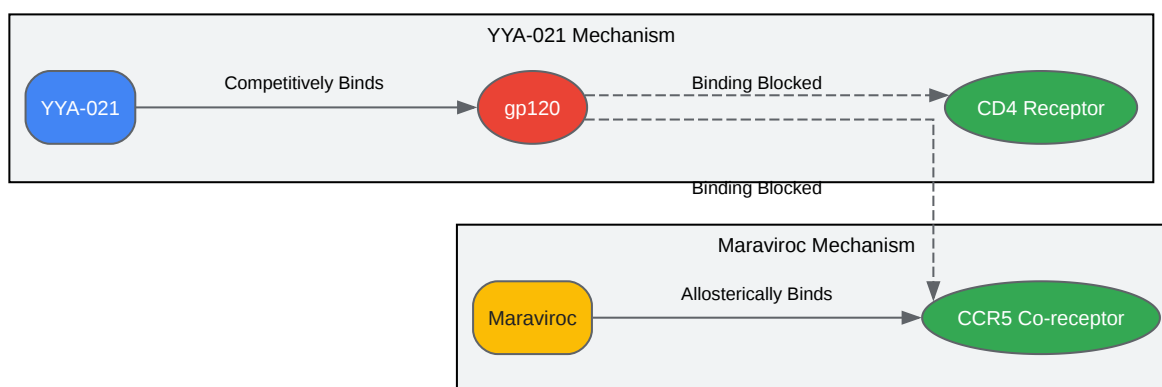 YYA-021 Mechanism
Competitively Binds
Binding Blocked
YYA-021
gp120
CD4 Receptor
Binding Blocked
Maraviroc Mechanism
Allosterically Binds
Maraviroc
CCR5 Co-receptor